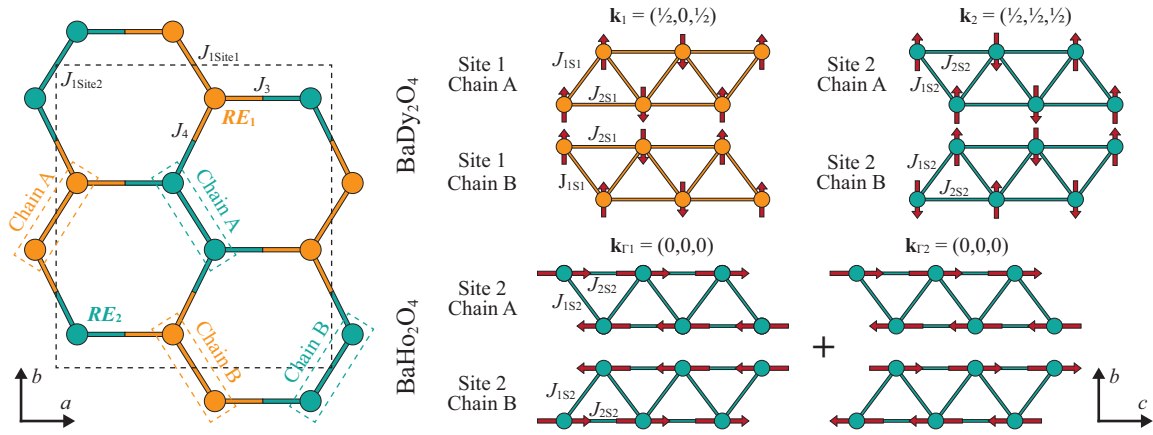 J1Site1
J1Site2
J3
RE1
J4
Chain A
Chain A
RE2
Chain B
Chain B
b
a
BaDy2O4
k1 = (½,0,½)
k2 = (½,½,½)
Site 1
Chain A
J1S1
J2S1
Site 2
Chain A
J2S2
J1S2
Site 1
Chain B
J2S1
J1S1
Site 2
Chain B
J1S2
J2S2
BaHo2O4
kΓ1 = (0,0,0)
kΓ2 = (0,0,0)
Site 2
Chain A
J2S2
J1S2
+
Site 2
Chain B
J1S2
J2S2
b
c